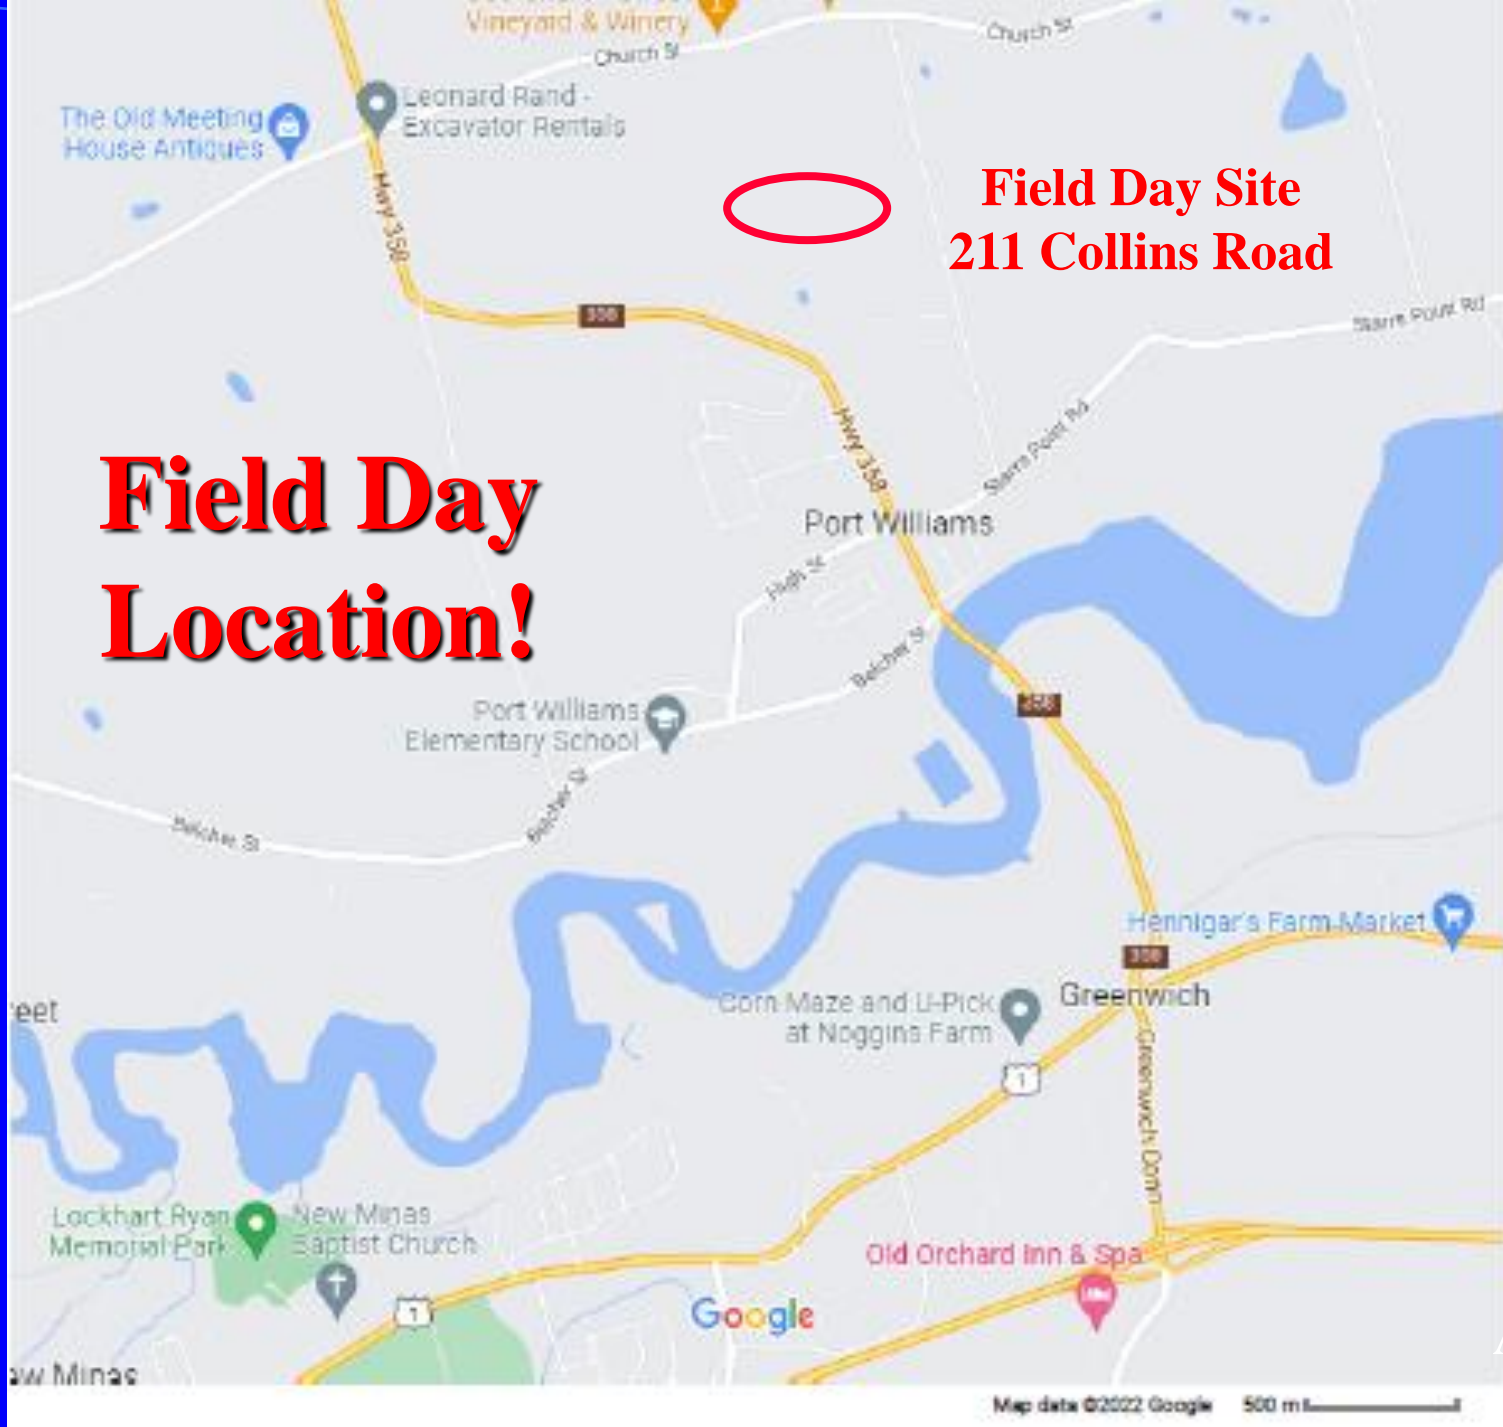 Vineyard & Winery
Church St
Church St
The Old Meeting
House Antiques
Leonard Rand -
Excavator Rentals
Field Day Site
211 Collins Road
Hwy 358
358
Starrs Point Rd
Hwy 358
Starrs Point Rd
Field Day
Location!
Port Williams
High St
Belcher St
Port Williams
Elementary School
358
Belcher St
Belcher St
Hennigar's Farm Market
358
Greenwich
Corn Maze and U-Pick
at Noggins Farm
eet
1
Greenwich Conn
Lockhart Ryan
Memorial Park
New Minas
Baptist Church
Old Orchard Inn & Spa
1
Google
ew Minas
Map data ©2022 Google 500 m